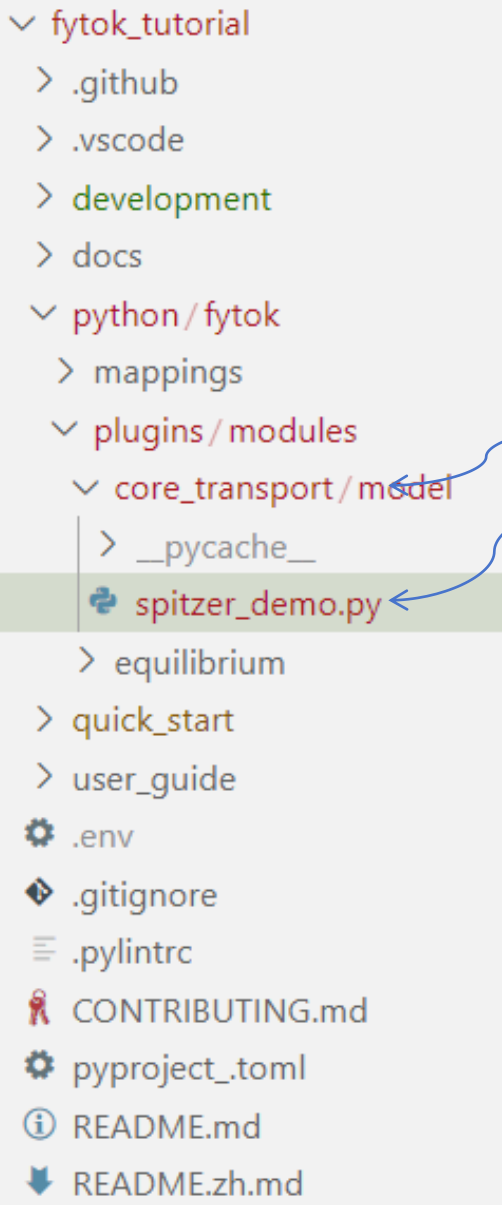 fytok_tutorial
.github
.vscode
development
docs
python / fytok
mappings
plugins / modules
core_transport / model
__pycache__
spitzer_demo.py
equilibrium
quick_start
user_guide
.env
.gitignore
.pylintrc
CONTRIBUTING.md
pyproject_.toml
README.md
README.zh.md